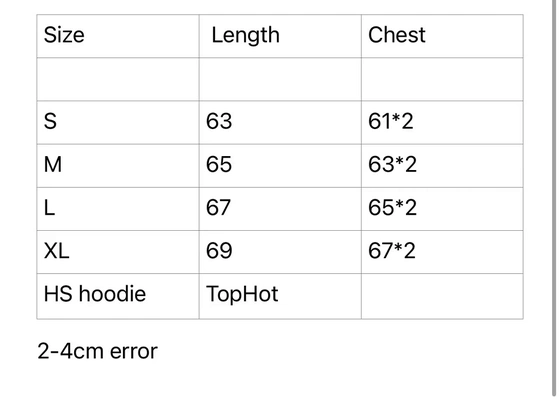 Size Length Chest
S 63 61*2
M 65 63*2
L 67 65*2
XL 69 67*2
HS hoodie TopHot
2-4cm error